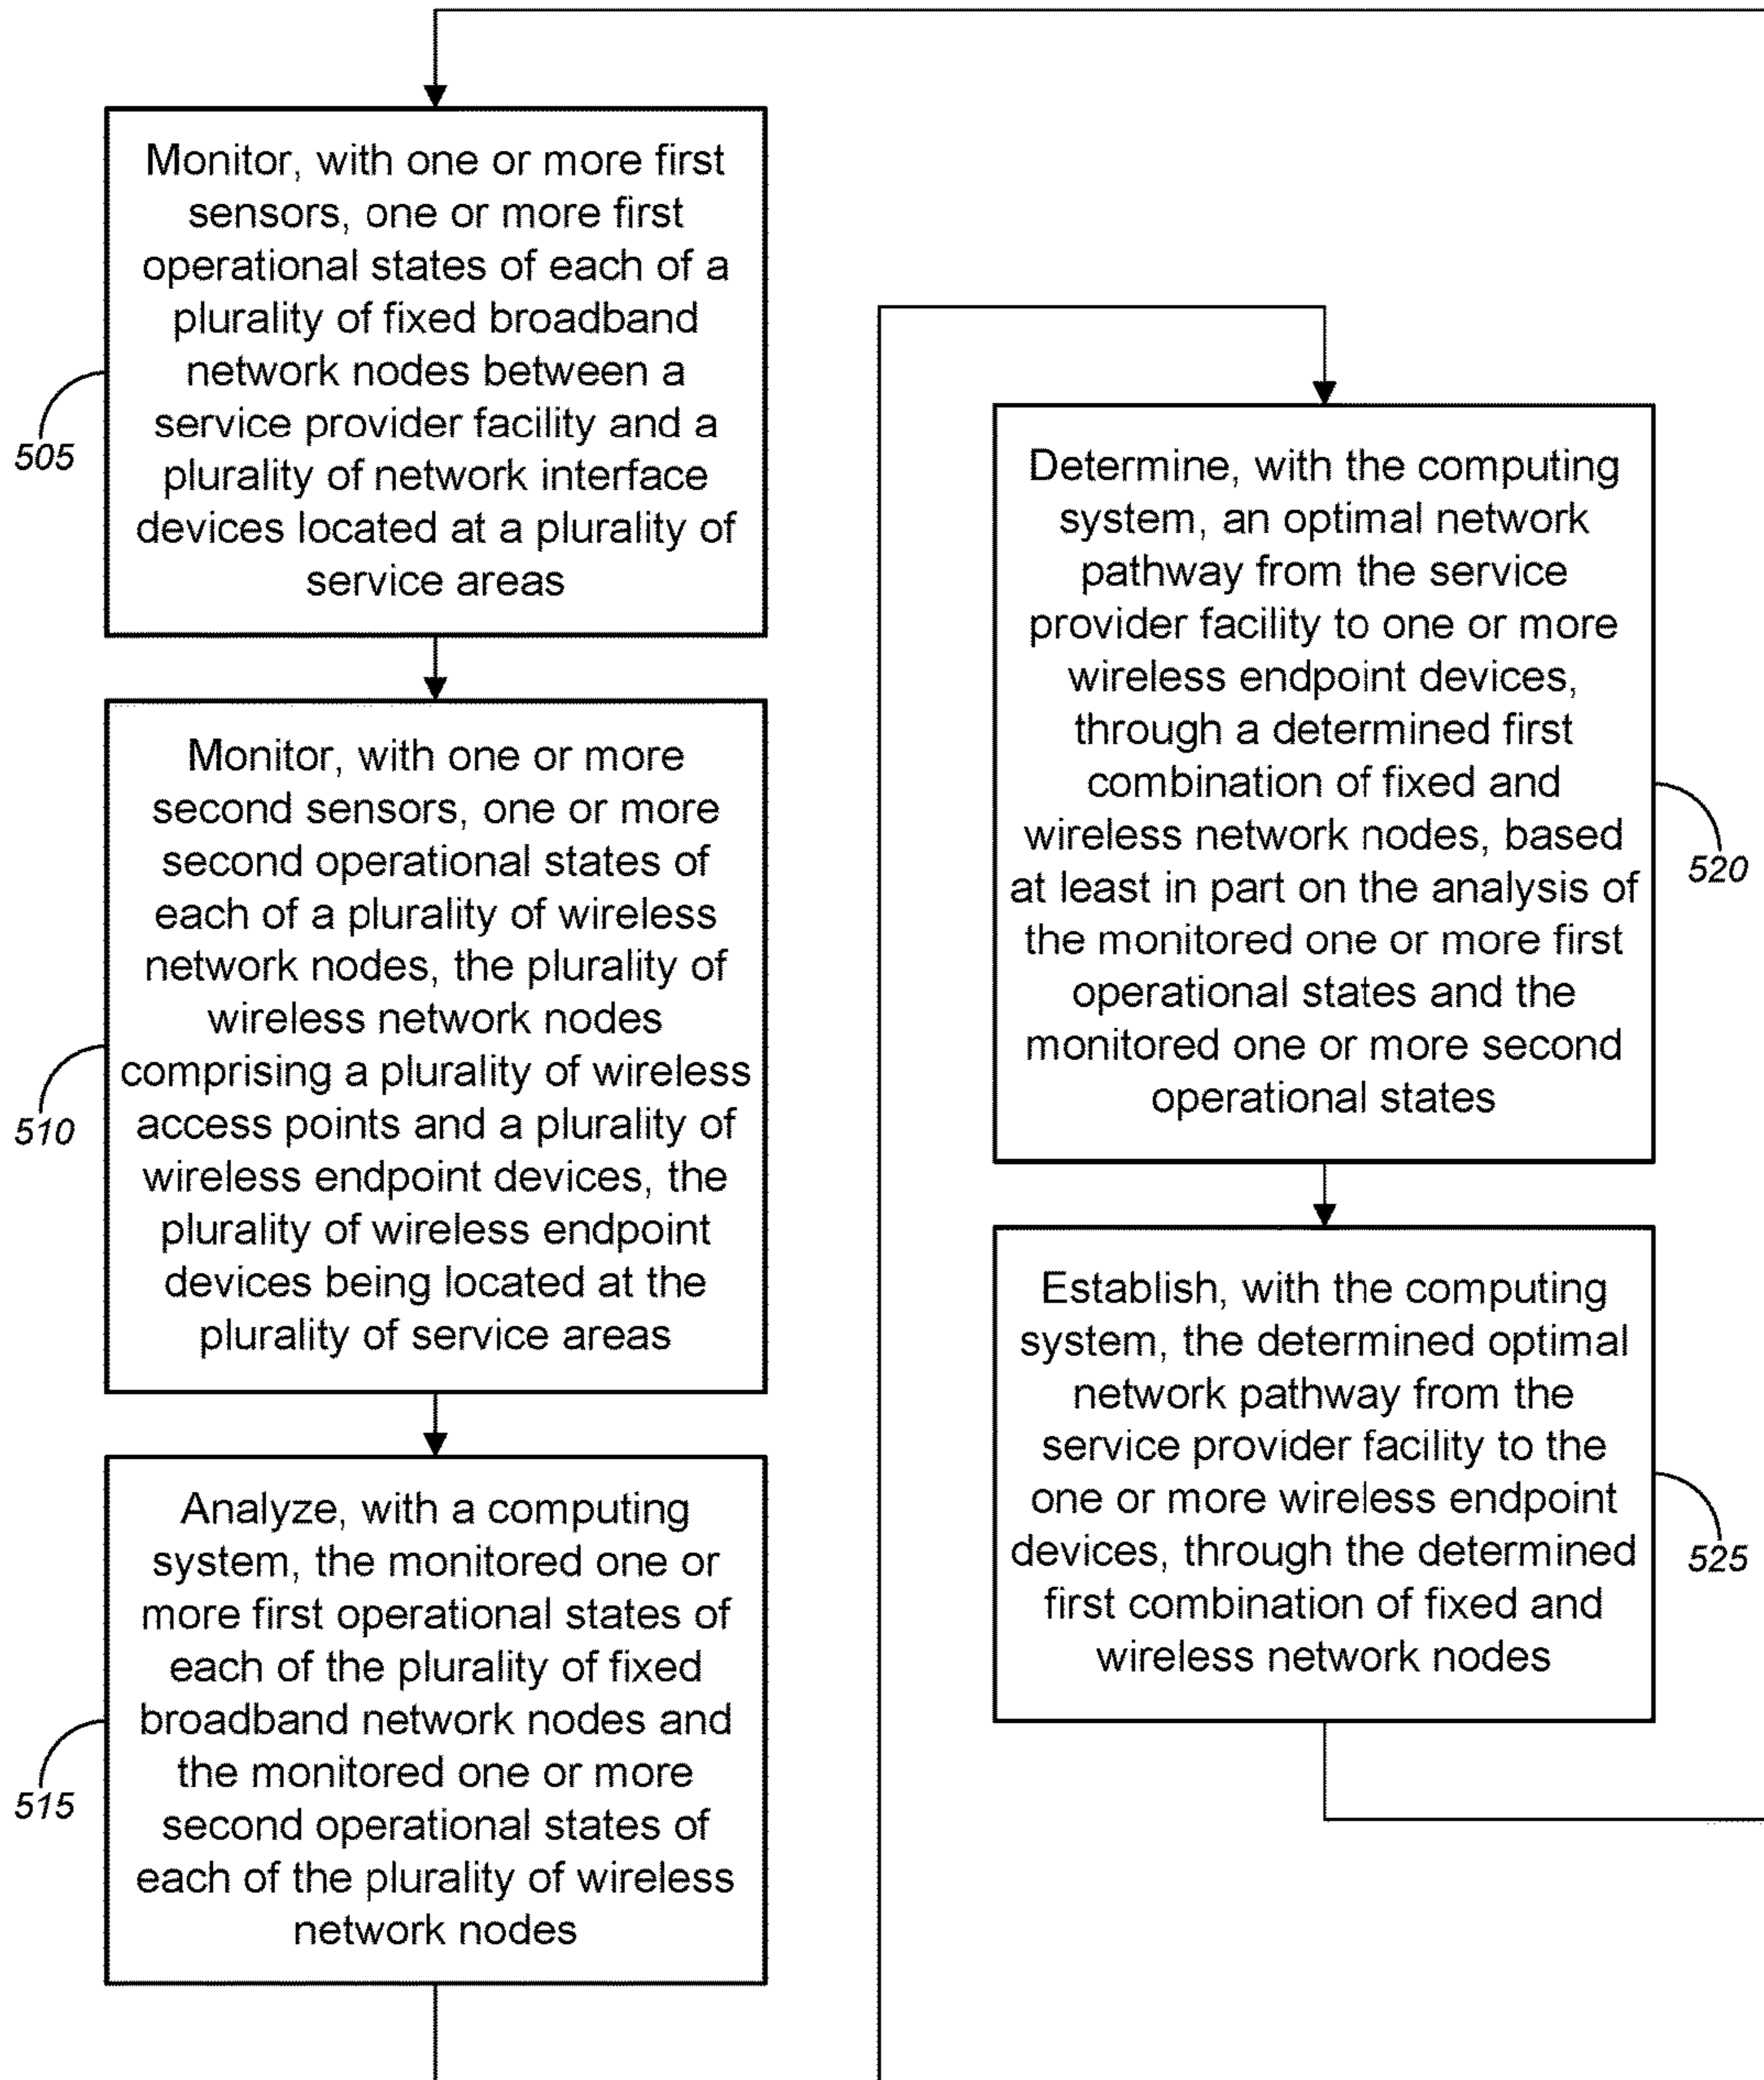 Monitor, with one or more first
sensors, one or more first
operational states of each of a
plurality of fixed broadband
network nodes between a
service provider facility and a
plurality of network interface
devices located at a plurality of
service areas
505
Monitor, with one or more
second sensors, one or more
second operational states of
each of a plurality of wireless
network nodes, the plurality of
wireless network nodes
comprising a plurality of wireless
access points and a plurality of
wireless endpoint devices, the
plurality of wireless endpoint
devices being located at the
plurality of service areas
510
Analyze, with a computing
system, the monitored one or
more first operational states of
each of the plurality of fixed
broadband network nodes and
the monitored one or more
second operational states of
each of the plurality of wireless
network nodes
515
Determine, with the computing
system, an optimal network
pathway from the service
provider facility to one or more
wireless endpoint devices,
through a determined first
combination of fixed and
wireless network nodes, based
at least in part on the analysis of
the monitored one or more first
operational states and the
monitored one or more second
operational states
520
Establish, with the computing
system, the determined optimal
network pathway from the
service provider facility to the
one or more wireless endpoint
devices, through the determined
first combination of fixed and
wireless network nodes
525